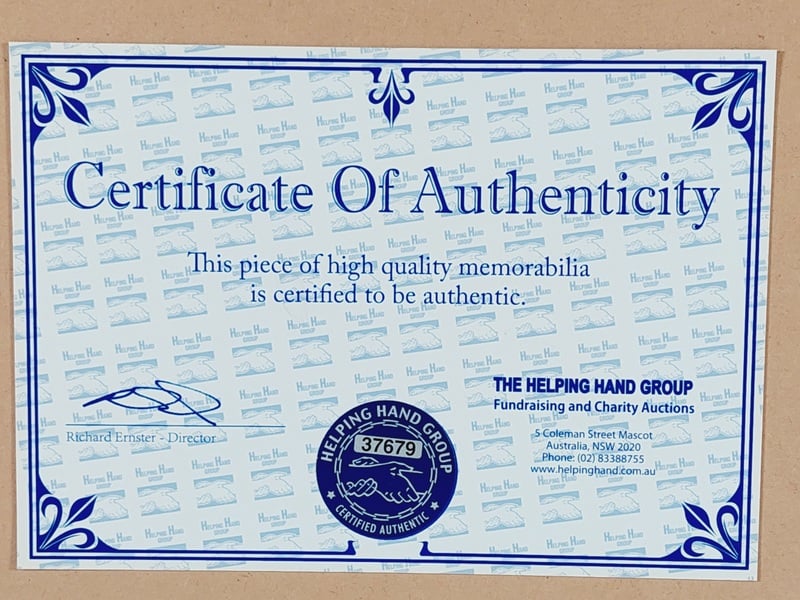 Certificate Of Authenticity
This piece of high quality memorabilia
is certified to be authentic.
Richard Ernster - Director
HELPING HAND GROUP
37679
CERTIFIED AUTHENTIC
THE HELPING HAND GROUP
Fundraising and Charity Auctions
5 Coleman Street Mascot
Australia, NSW 2020
Phone: (02) 83388755
www.helpinghand.com.au